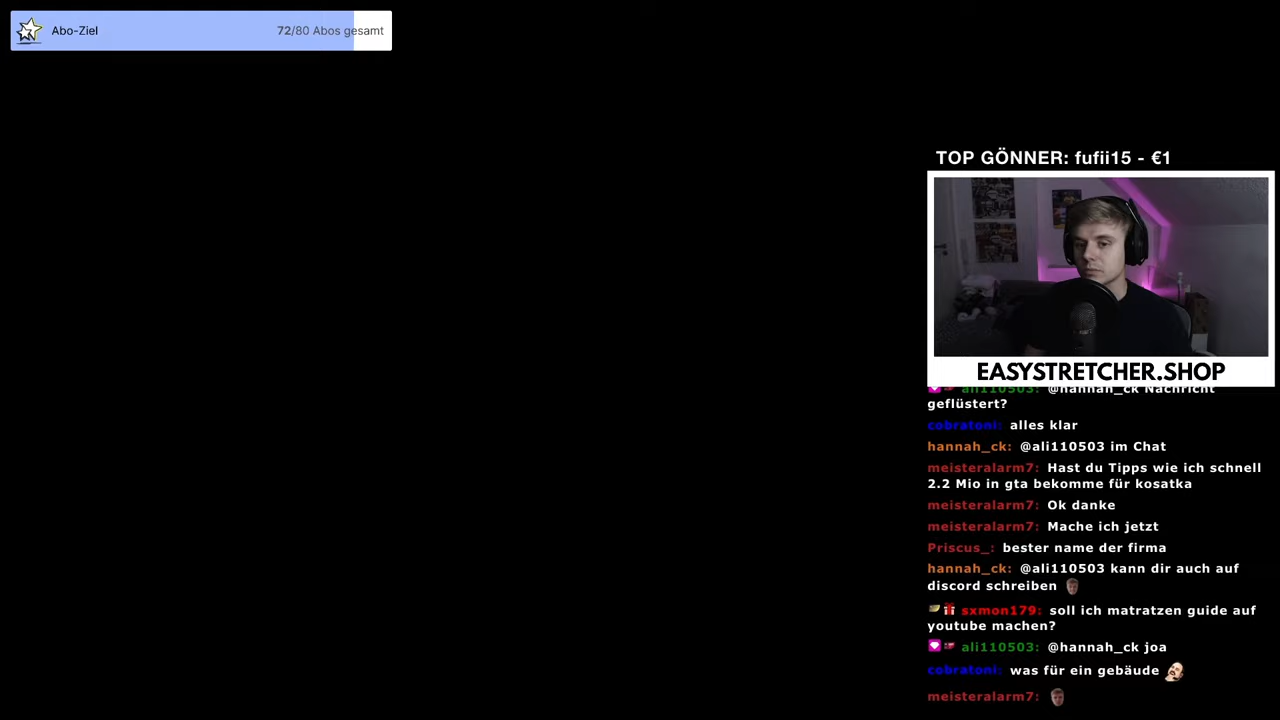 Abo-Ziel
72/80 Abos gesamt
TOP GÖNNER: fufii15 - €1
EASYSTRETCHER.SHOP
ali110503: @hannah_ck Nachricht
geflüstert?
cobratoni: alles klar
hannah_ck: @ali110503 im Chat
meisteralarm7: Hast du Tipps wie ich schnell
2.2 Mio in gta bekomme für kosatka
meisteralarm7: Ok danke
meisteralarm7: Mache ich jetzt
Priscus_: bester name der firma
hannah_ck: @ali110503 kann dir auch auf
discord schreiben
sxmon179: soll ich matratzen guide auf
youtube machen?
ali110503: @hannah_ck joa
cobratoni: was für ein gebäude
meisteralarm7: